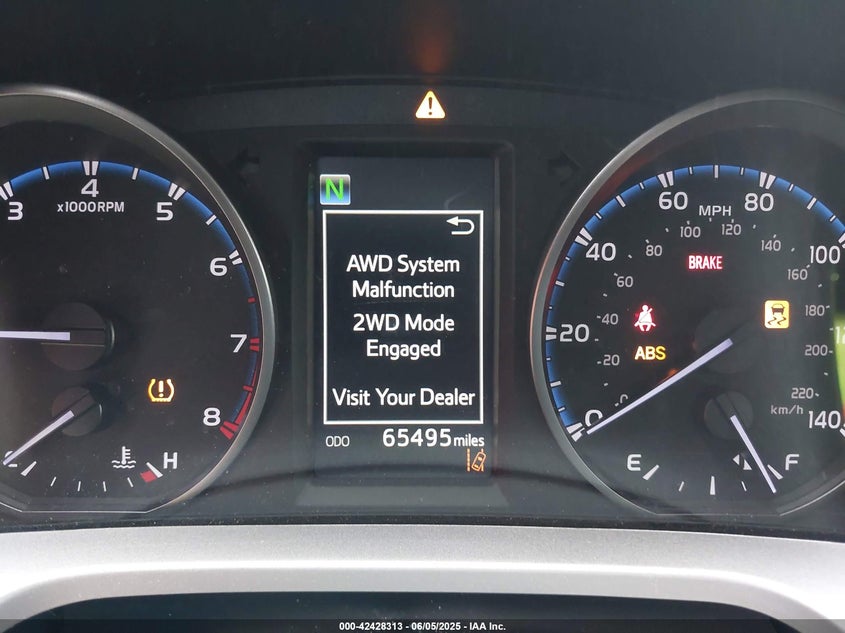 3
4
5
6
7
8
x1000RPM
H
N
AWD System
Malfunction
2WD Mode
Engaged
Visit Your Dealer
ODO 65495 miles
0
20
40
60
80
100
140
MPH
0
20
40
60
80
100
120
140
160
180
200
220
km/h
BRAKE
ABS
E
F
000-42428313 - 06/05/2025 - IAA Inc.